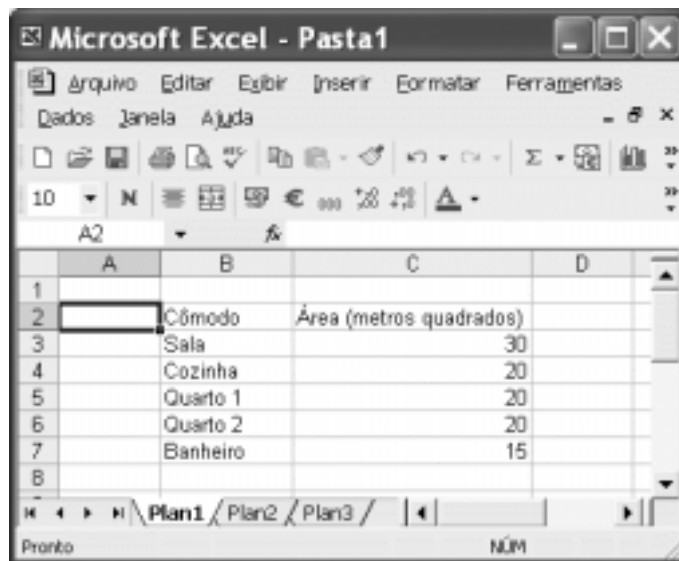 Microsoft Excel - Pasta1
Arquivo Editar Exibir Inserir Formatar Ferramentas
Dados Janela Ajuda
10 N € 000
A2 fx
A B C D
1
2 Cômodo Área (metros quadrados)
3 Sala 30
4 Cozinha 20
5 Quarto 1 20
6 Quarto 2 20
7 Banheiro 15
8
Plan1 Plan2 Plan3
Pronto NÚM